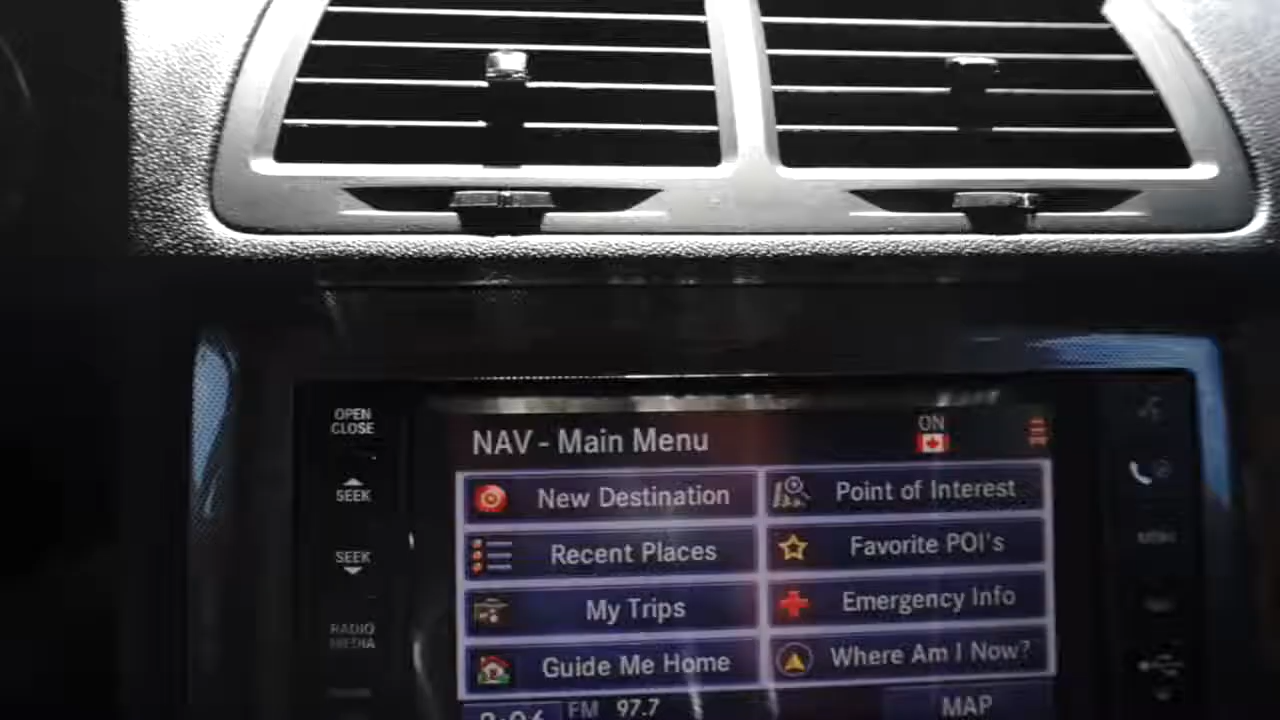 OPEN
CLOSE
SEEK
SEEK
RADIO
MEDIA
NAV - Main Menu
ON
New Destination
Point of Interest
Recent Places
Favorite POI's
My Trips
Emergency Info
Guide Me Home
Where Am I Now?
FM 97.7
MAP
MENU